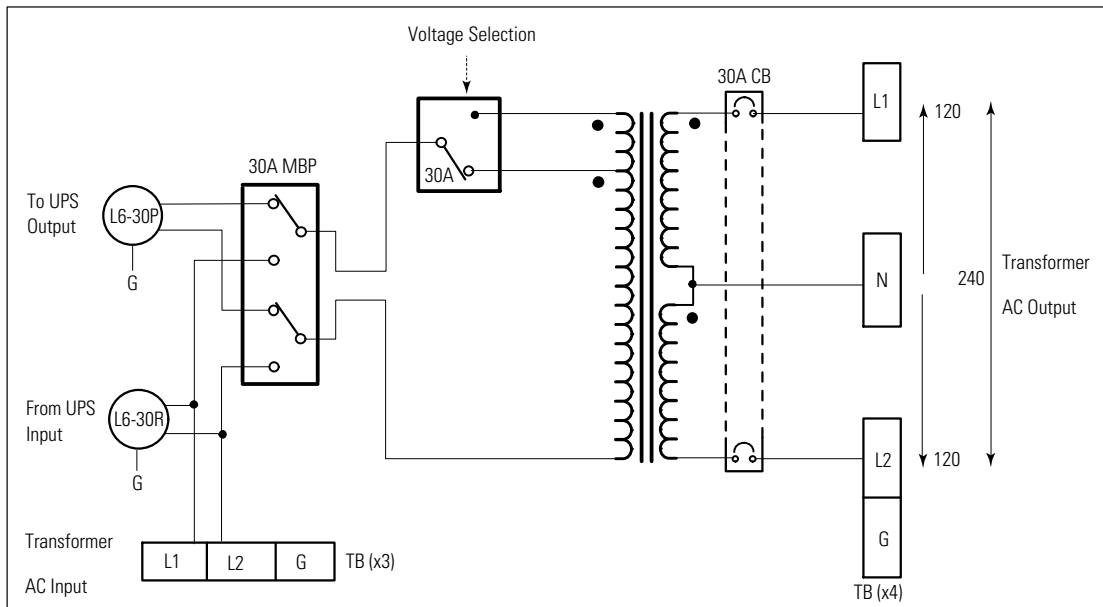 Voltage Selection
30A CB
L1
120
30A MBP
30A
To UPS
Output
L6-30P
G
N
240
Transformer
AC Output
From UPS
Input
L6-30R
G
L2
120
G
TB (x4)
Transformer
AC Input
L1
L2
G
TB (x3)